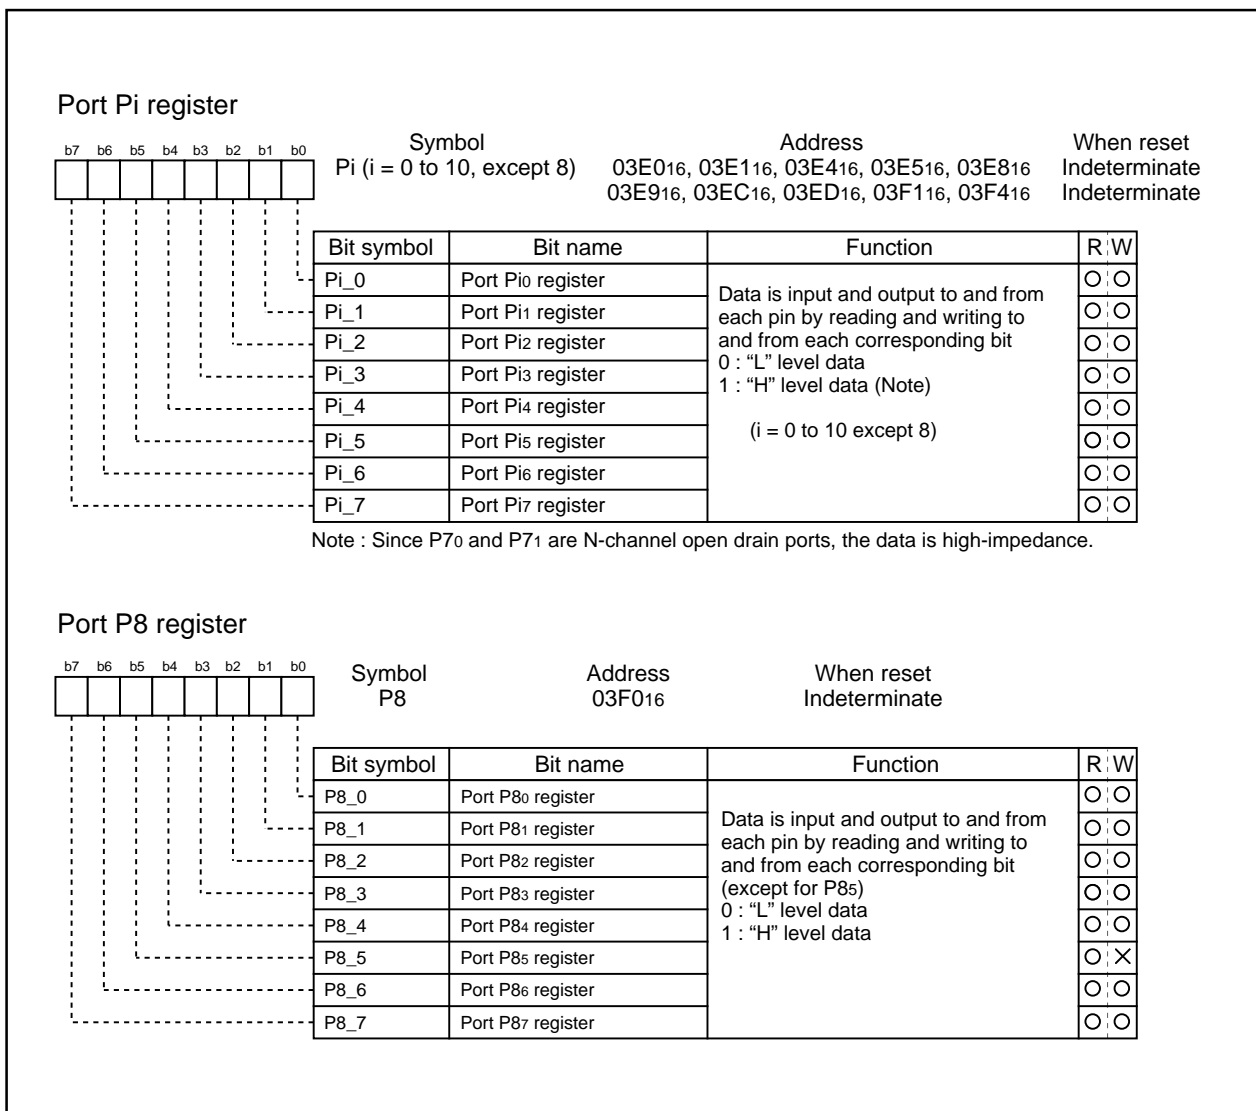 Port Pi register
b7 b6 b5 b4 b3 b2 b1 b0
Symbol Address When reset
Pi (i = 0 to 10, except 8) 03E016, 03E116, 03E416, 03E516, 03E816 Indeterminate
03E916, 03EC16, 03ED16, 03F116, 03F416 Indeterminate
Bit symbol Bit name Function R W
Pi_0 Port Pi0 register
Pi_1 Port Pi1 register
Pi_2 Port Pi2 register
Pi_3 Port Pi3 register
Pi_4 Port Pi4 register
Pi_5 Port Pi5 register
Pi_6 Port Pi6 register
Pi_7 Port Pi7 register
Data is input and output to and from
each pin by reading and writing to
and from each corresponding bit
0 : “L” level data
1 : “H” level data (Note)
(i = 0 to 10 except 8)
Note : Since P70 and P71 are N-channel open drain ports, the data is high-impedance.
Port P8 register
b7 b6 b5 b4 b3 b2 b1 b0
Symbol Address When reset
P8 03F016 Indeterminate
Bit symbol Bit name Function R W
P8_0 Port P80 register
P8_1 Port P81 register
P8_2 Port P82 register
P8_3 Port P83 register
P8_4 Port P84 register
P8_5 Port P85 register
P8_6 Port P86 register
P8_7 Port P87 register
Data is input and output to and from
each pin by reading and writing to
and from each corresponding bit
(except for P85)
0 : “L” level data
1 : “H” level data